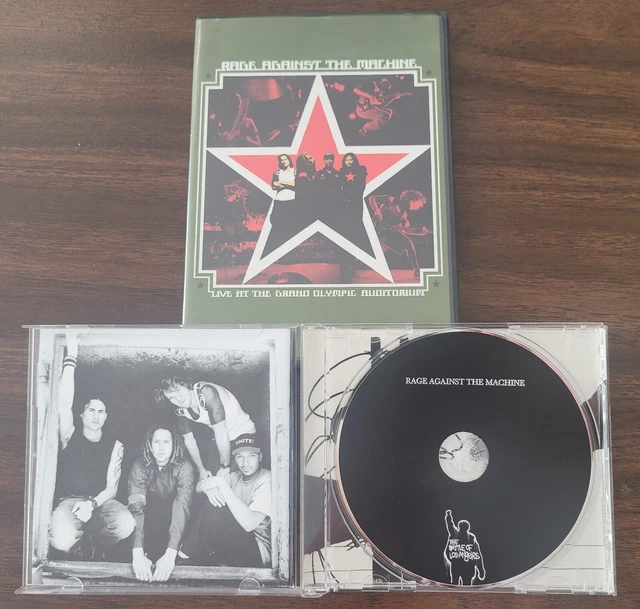 RAGE AGAINST THE MACHINE
LIVE AT THE GRAND OLYMPIC AUDITORIUM
UNITE!
RAGE AGAINST THE MACHINE
THE
BATTLE OF
LOS ANGELES